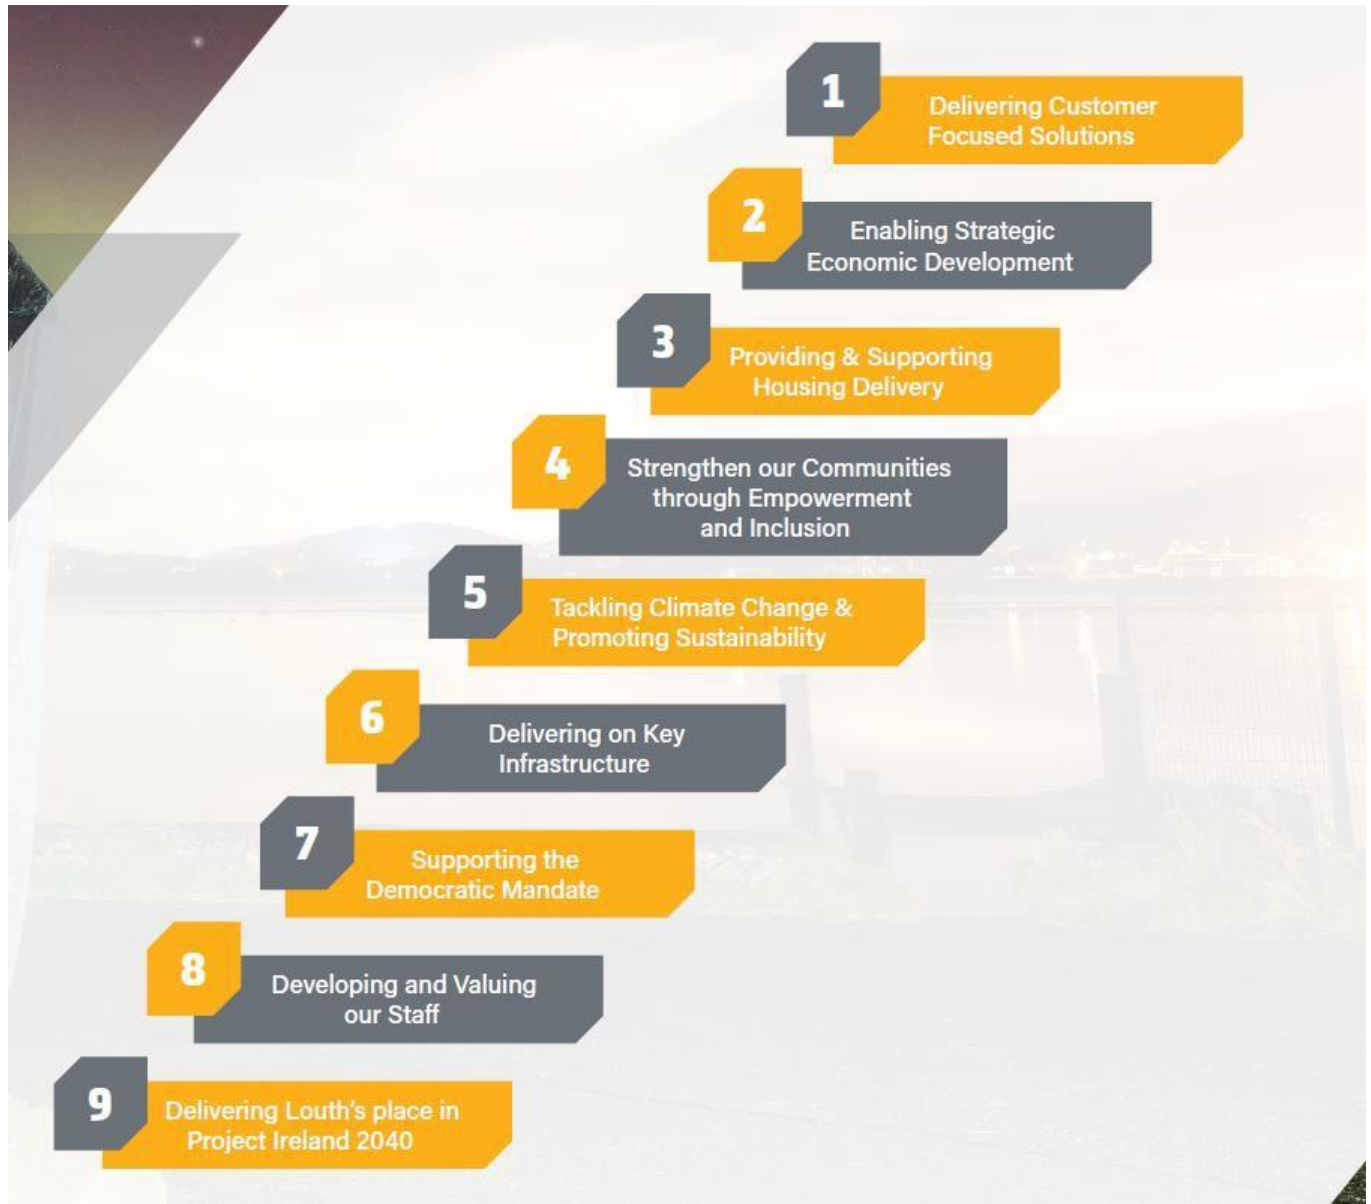 1
Delivering Customer
Focused Solutions
2
Enabling Strategic
Economic Development
3
Providing & Supporting
Housing Delivery
4
Strengthen our Communities
through Empowerment
and Inclusion
5
Tackling Climate Change &
Promoting Sustainability
6
Delivering on Key
Infrastructure
7
Supporting the
Democratic Mandate
8
Developing and Valuing
our Staff
9
Delivering Louth's place in
Project Ireland 2040